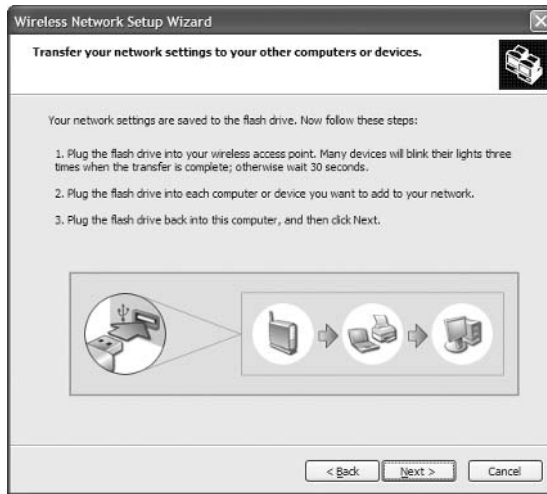 Wireless Network Setup Wizard
Transfer your network settings to your other computers or devices.
Your network settings are saved to the flash drive. Now follow these steps:
1. Plug the flash drive into your wireless access point. Many devices will blink their lights three
times when the transfer is complete; otherwise wait 30 seconds.
2. Plug the flash drive into each computer or device you want to add to your network.
3. Plug the flash drive back into this computer, and then click Next.
< Back
Next >
Cancel